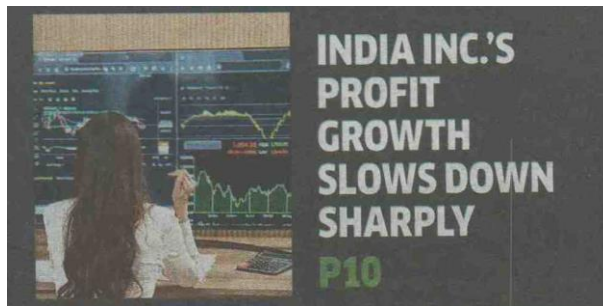 INDIA INC.'S
PROFIT
GROWTH
SLOWS DOWN
SHARPLY
P10